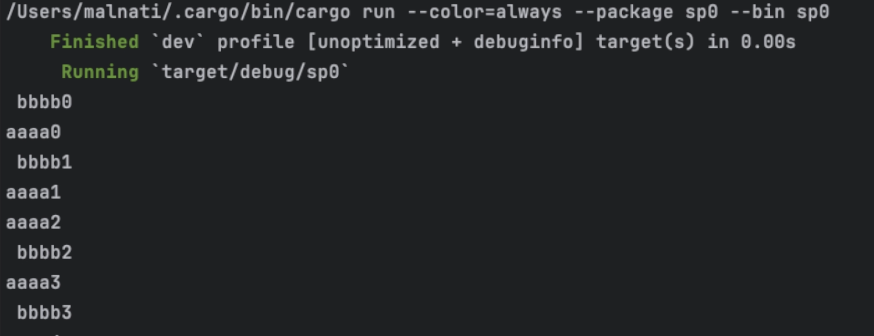 /Users/malnati/.cargo/bin/cargo run --color=always --package sp0 --bin sp0
    Finished `dev` profile [unoptimized + debuginfo] target(s) in 0.00s
     Running `target/debug/sp0`
 bbbb0
aaaa0
 bbbb1
aaaa1
aaaa2
 bbbb2
aaaa3
 bbbb3